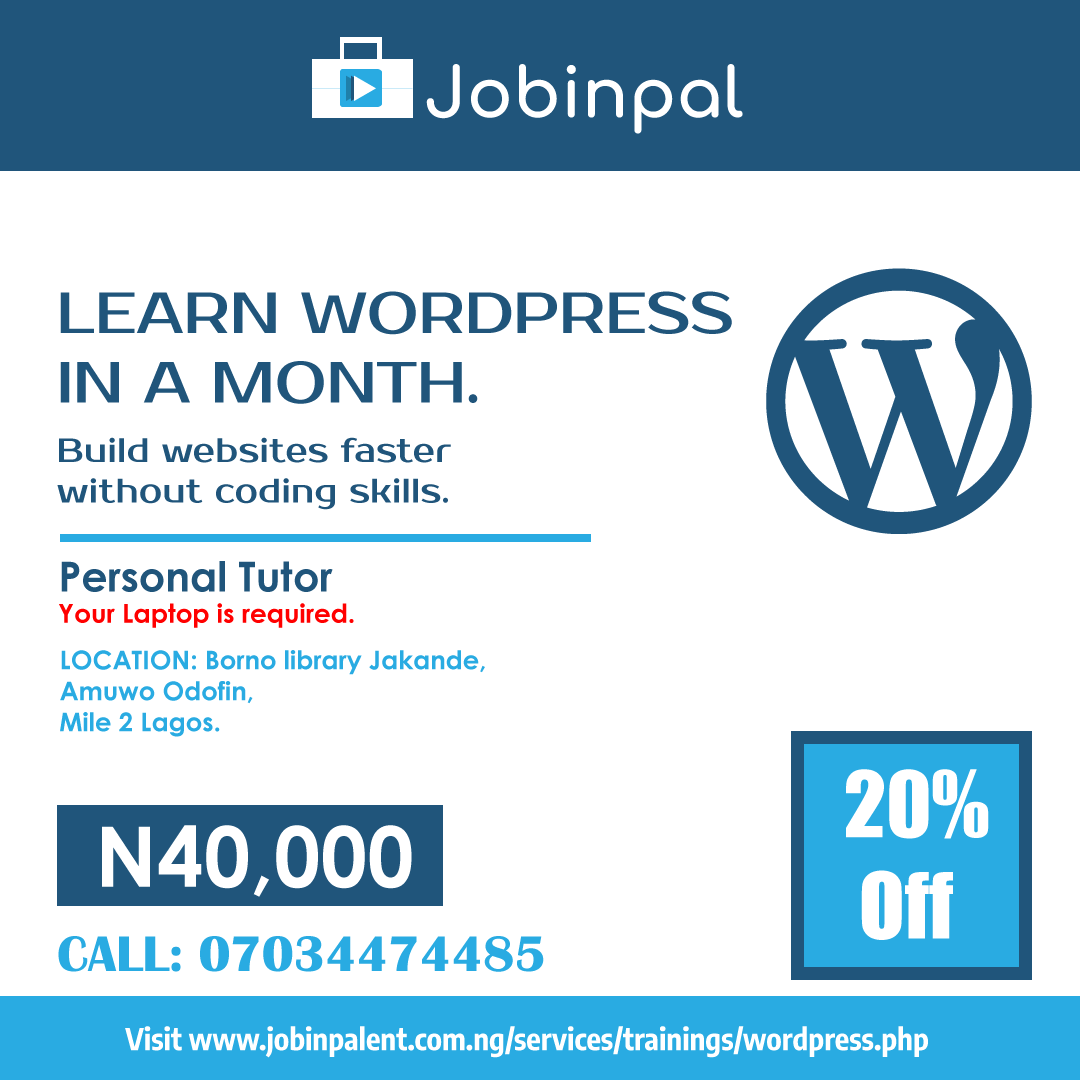 Jobinpal
LEARN WORDPRESS
IN A MONTH.
Build websites faster
without coding skills.
Personal Tutor
Your Laptop is required.
LOCATION: Borno library Jakande,
Amuwo Odofin,
Mile 2 Lagos.
N40,000
CALL: 07034474485
20%
Off
Visit www.jobinpalent.com.ng/services/trainings/wordpress.php